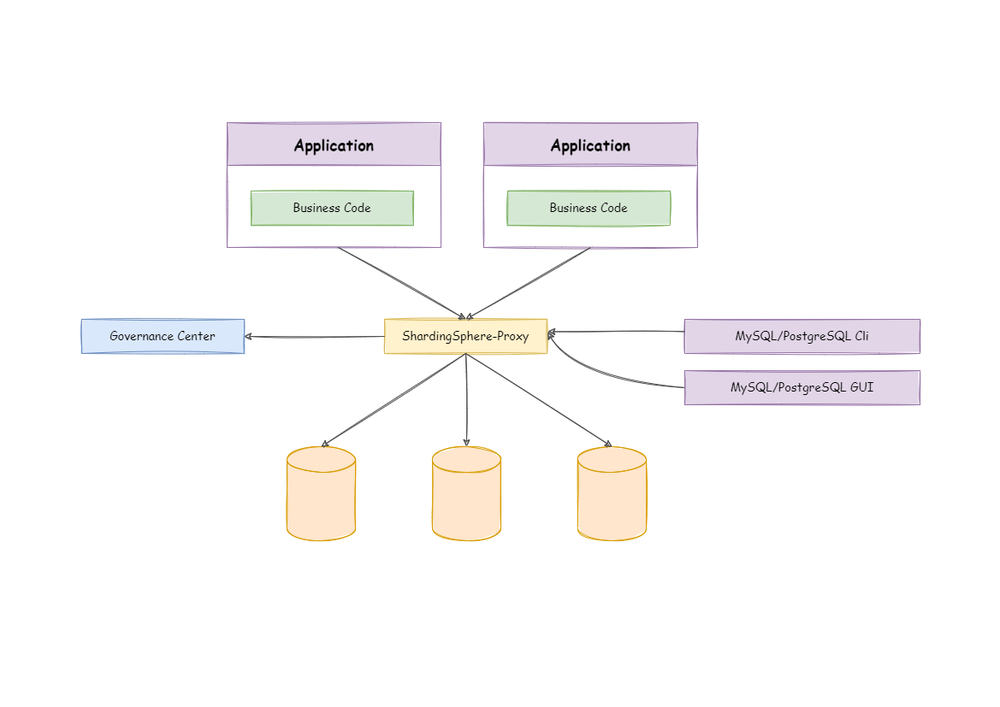 Application
Application
Business Code
Business Code
Governance Center
ShardingSphere-Proxy
MySQL/PostgreSQL Cli
MySQL/PostgreSQL GUI